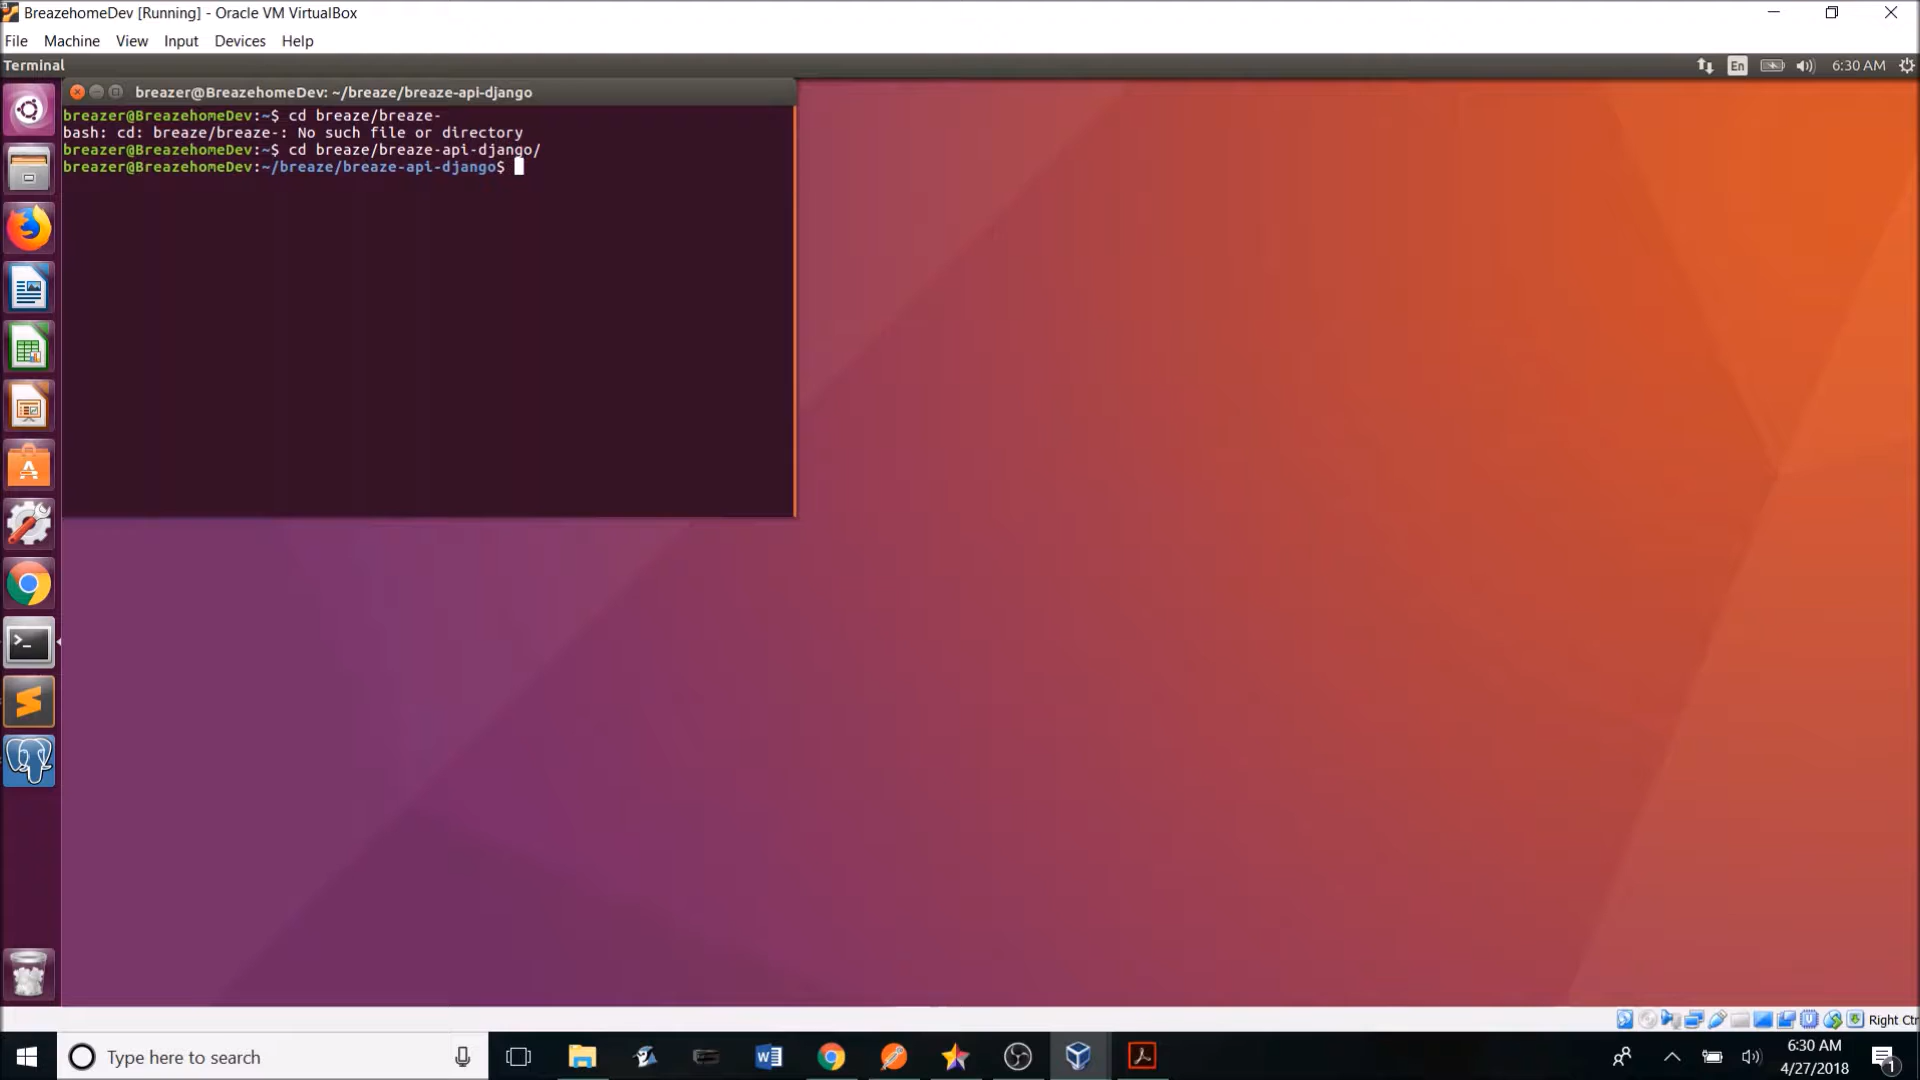 BreazehomeDev [Running] - Oracle VM VirtualBox
File Machine View Input Devices Help
Terminal
En
6:30 AM
breazer@BreazehomeDev: ~/breaze/breaze-api-django
breazer@BreazehomeDev:~$ cd breaze/breaze-
bash: cd: breaze/breaze-: No such file or directory
breazer@BreazehomeDev:~$ cd breaze/breaze-api-django/
breazer@BreazehomeDev:~/breaze/breaze-api-django$
Right Ctr
Type here to search
6:30 AM
4/27/2018
1